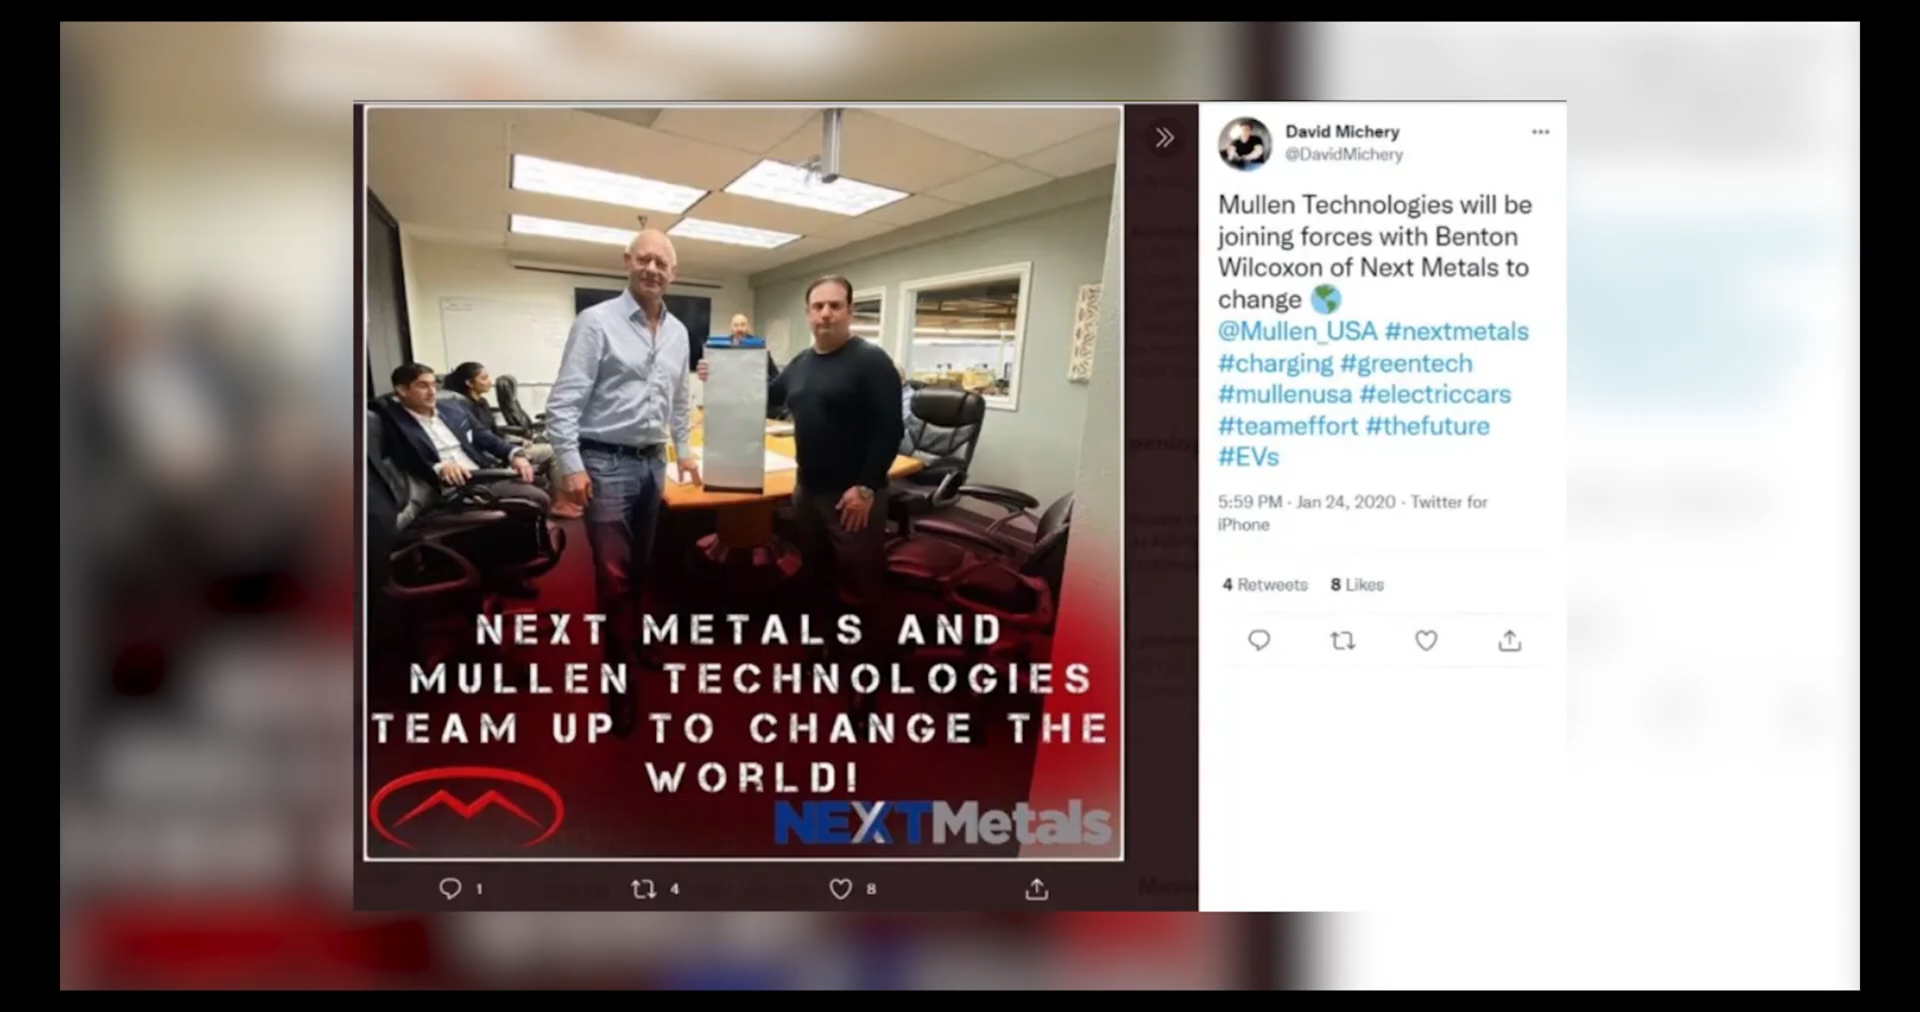 NEXT METALS AND
MULLEN TECHNOLOGIES
TEAM UP TO CHANGE THE
WORLD!
NEXTMetals
1
4
8
David Michery
@DavidMichery
Mullen Technologies will be
joining forces with Benton
Wilcoxon of Next Metals to
change 🌎
@Mullen_USA #nextmetals
#charging #greentech
#mullenusa #electriccars
#teameffort #thefuture
#EVs
5:59 PM · Jan 24, 2020 · Twitter for
iPhone
4 Retweets 8 Likes